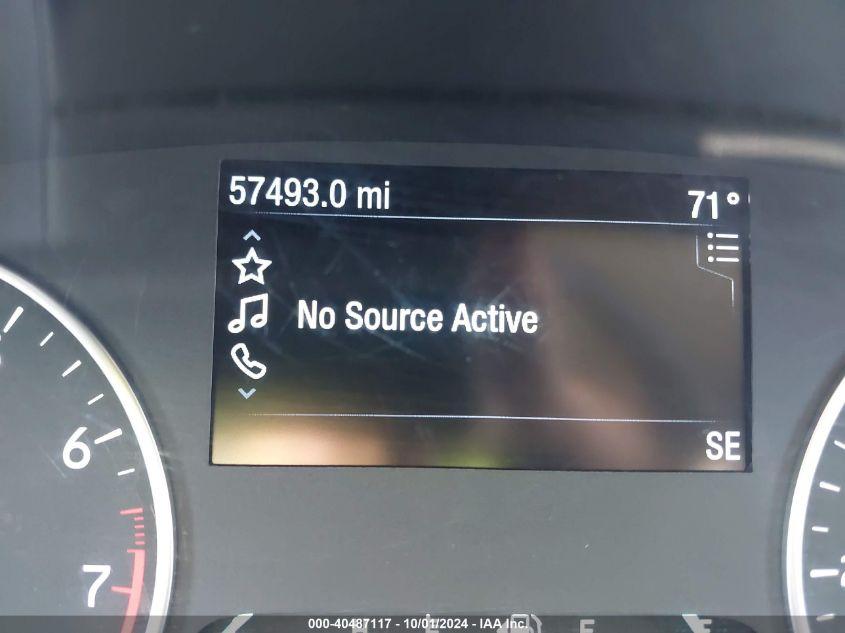 57493.0 mi
71°
No Source Active
SE
6
7
000-40487117 - 10/01/2024 - IAA Inc.